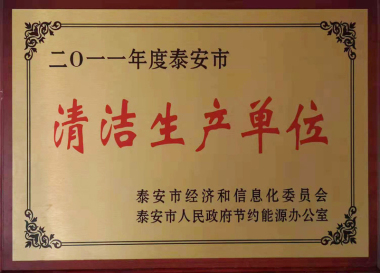 二〇一一年度泰安市
清洁生产单位
泰安市经济和信息化委员会
泰安市人民政府节约能源办公室